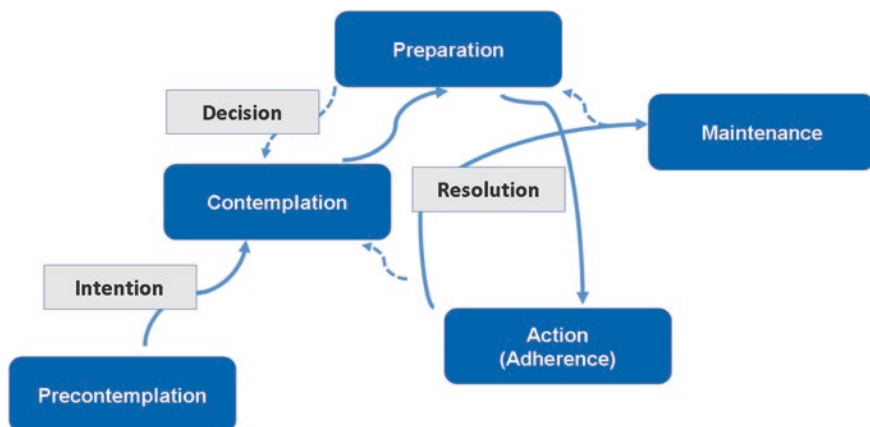 Preparation
Decision
Maintenance
Contemplation
Resolution
Intention
Action
(Adherence)
Precontemplation